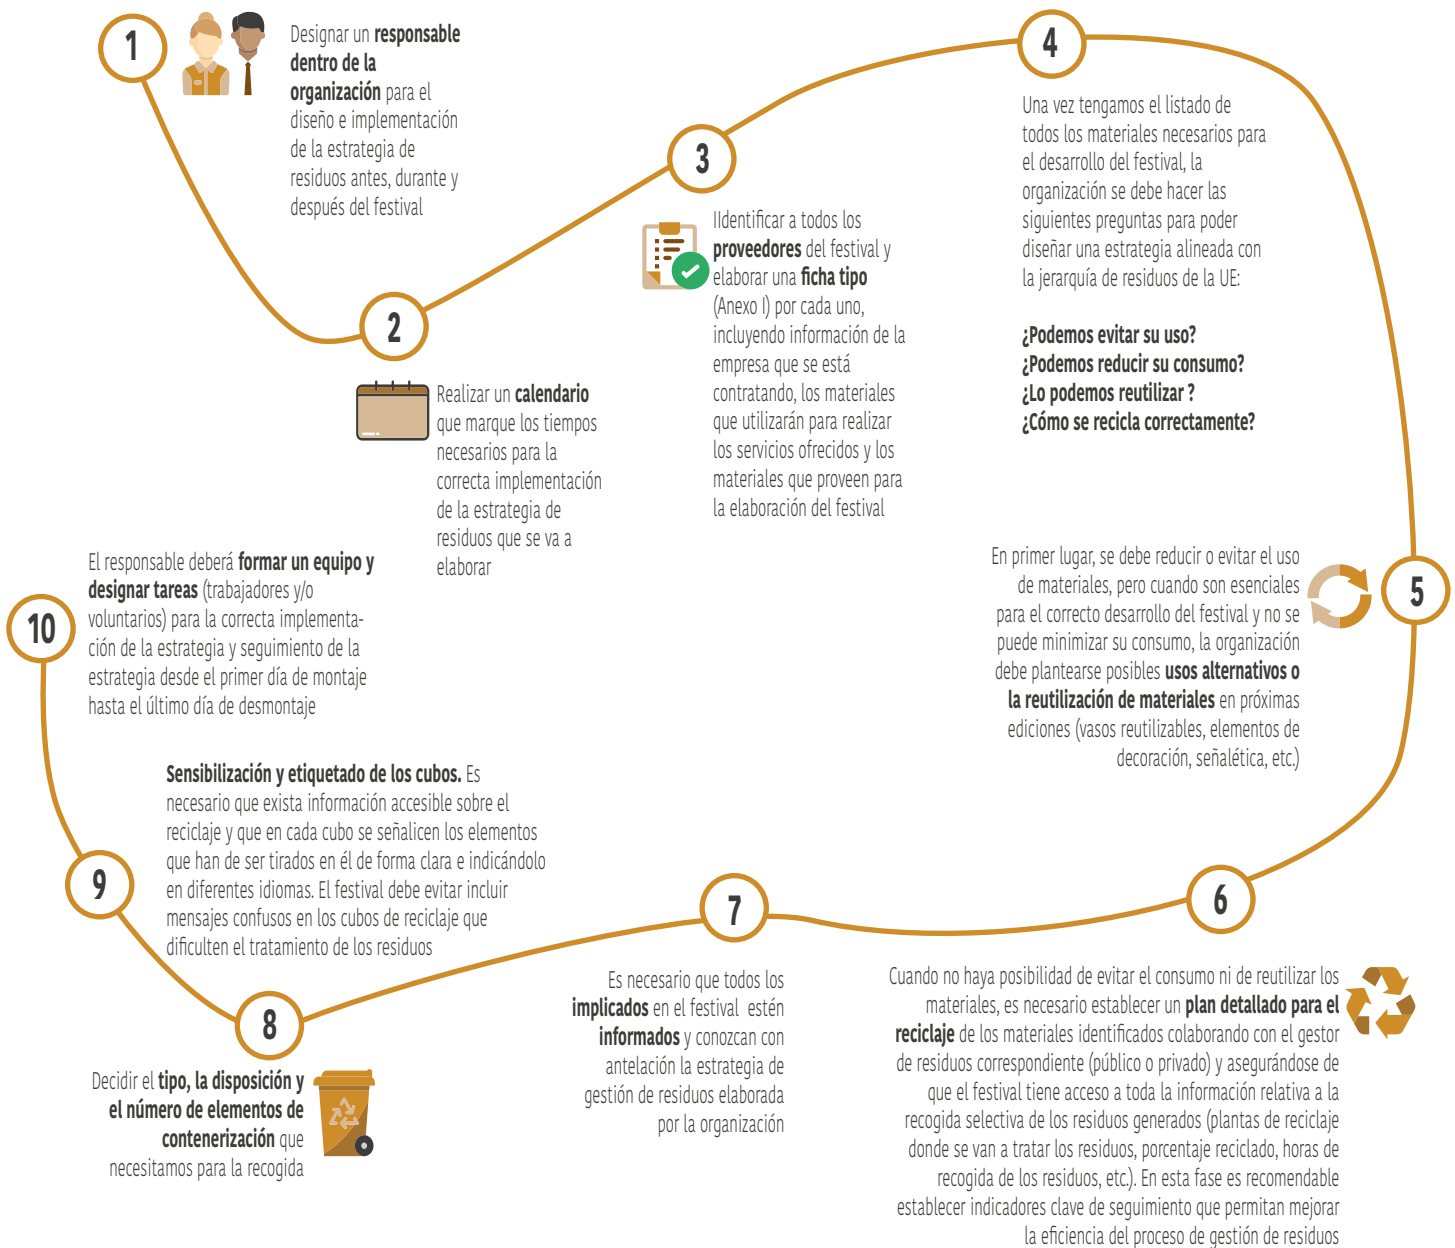 1
Designar un responsable
dentro de la
organización para el
diseño e implementación
de la estrategia de
residuos antes, durante y
después del festival
2
Realizar un calendario
que marque los tiempos
necesarios para la
correcta implementación
de la estrategia de
residuos que se va a
elaborar
3
IIdentificar a todos los
proveedores del festival y
elaborar una ficha tipo
(Anexo I) por cada uno,
incluyendo información de la
empresa que se está
contratando, los materiales
que utilizarán para realizar
los servicios ofrecidos y los
materiales que proveen para
la elaboración del festival
4
Una vez tengamos el listado de
todos los materiales necesarios para
el desarrollo del festival, la
organización se debe hacer las
siguientes preguntas para poder
diseñar una estrategia alineada con
la jerarquía de residuos de la UE:
¿Podemos evitar su uso?
¿Podemos reducir su consumo?
¿Lo podemos reutilizar ?
¿Cómo se recicla correctamente?
5
En primer lugar, se debe reducir o evitar el uso
de materiales, pero cuando son esenciales
para el correcto desarrollo del festival y no se
puede minimizar su consumo, la organización
debe plantearse posibles usos alternativos o
la reutilización de materiales en próximas
ediciones (vasos reutilizables, elementos de
decoración, señalética, etc.)
6
Cuando no haya posibilidad de evitar el consumo ni de reutilizar los
materiales, es necesario establecer un plan detallado para el
reciclaje de los materiales identificados colaborando con el gestor
de residuos correspondiente (público o privado) y asegurándose de
que el festival tiene acceso a toda la información relativa a la
recogida selectiva de los residuos generados (plantas de reciclaje
donde se van a tratar los residuos, porcentaje reciclado, horas de
recogida de los residuos, etc.). En esta fase es recomendable
establecer indicadores clave de seguimiento que permitan mejorar
la eficiencia del proceso de gestión de residuos
7
Es necesario que todos los
implicados en el festival estén
informados y conozcan con
antelación la estrategia de
gestión de residuos elaborada
por la organización
8
Decidir el tipo, la disposición y
el número de elementos de
contenerización que
necesitamos para la recogida
9
Sensibilización y etiquetado de los cubos. Es
necesario que exista información accesible sobre el
reciclaje y que en cada cubo se señalicen los elementos
que han de ser tirados en él de forma clara e indicándolo
en diferentes idiomas. El festival debe evitar incluir
mensajes confusos en los cubos de reciclaje que
dificulten el tratamiento de los residuos
10
El responsable deberá formar un equipo y
designar tareas (trabajadores y/o
voluntarios) para la correcta implementa-
ción de la estrategia y seguimiento de la
estrategia desde el primer día de montaje
hasta el último día de desmontaje